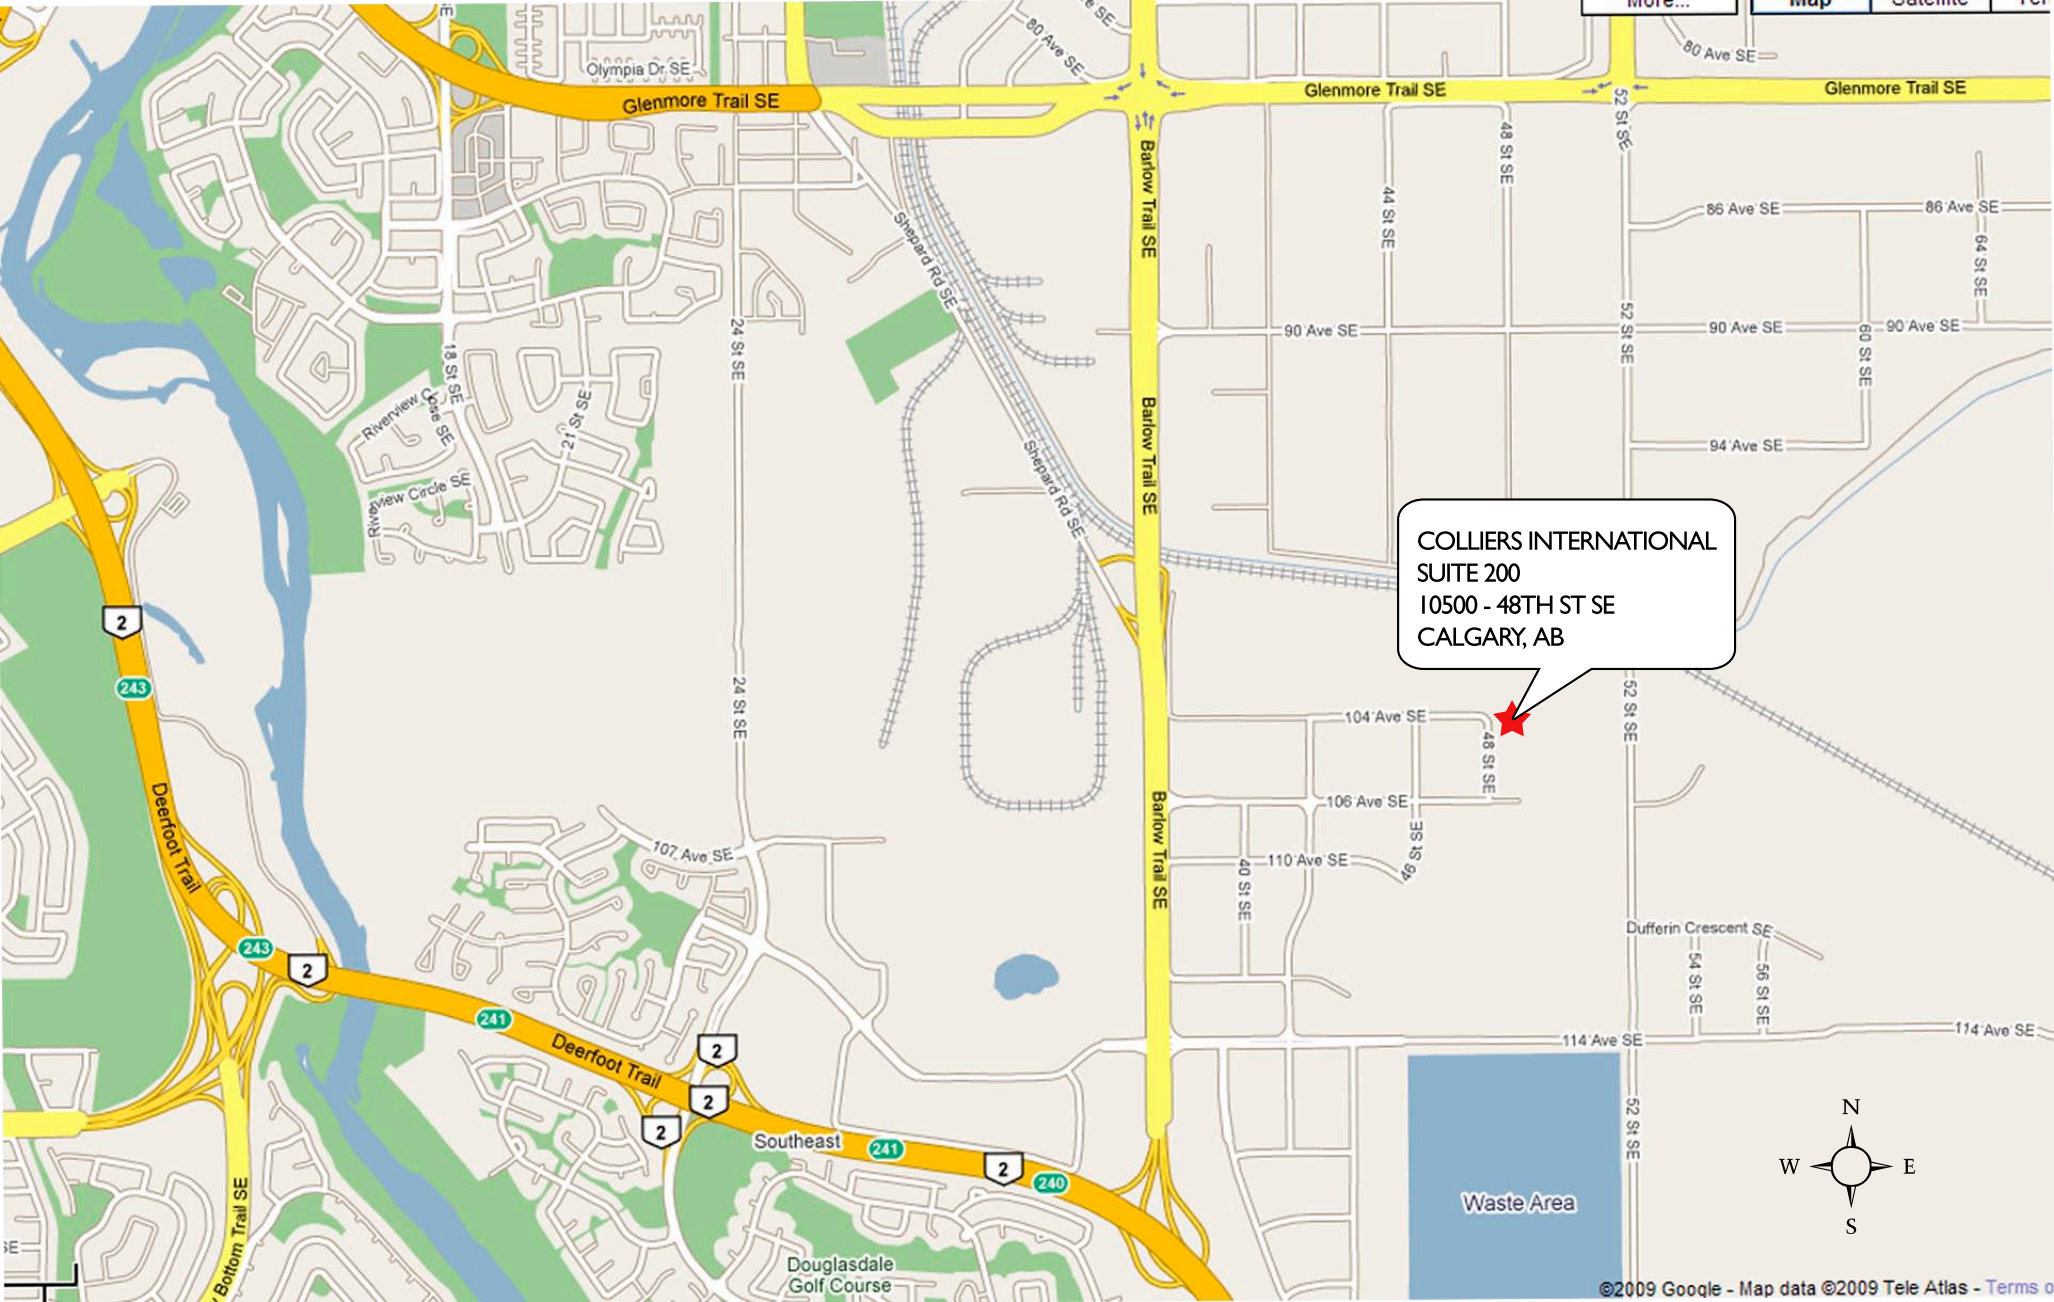 More...
Map
Satellite
80 Ave SE
80 Ave SE
Olympia Dr SE
Glenmore Trail SE
Glenmore Trail SE
Glenmore Trail SE
52 St SE
48 St SE
44 St SE
Barlow Trail SE
Shepard Rd SE
86 Ave SE
86 Ave SE
64 St SE
90 Ave SE
90 Ave SE
90 Ave SE
52 St SE
60 St SE
24 St SE
18 St SE
21 St SE
Riverview Close SE
Riverview Circle SE
Barlow Trail SE
Shepard Rd SE
94 Ave SE
COLLIERS INTERNATIONAL
SUITE 200
10500 - 48TH ST SE
CALGARY, AB
2
243
24 St SE
52 St SE
104 Ave SE
48 St SE
106 Ave SE
46 St SE
Deerfoot Trail
Barlow Trail SE
107 Ave SE
110 Ave SE
40 St SE
243
2
241
Deerfoot Trail
Dufferin Crescent SE
54 St SE
56 St SE
114 Ave SE
114 Ave SE
2
2
2
Southeast
241
2
240
52 St SE
N
W
E
S
Waste Area
Bottom Trail SE
SE
Douglasdale
Golf Course
©2009 Google - Map data ©2009 Tele Atlas - Terms